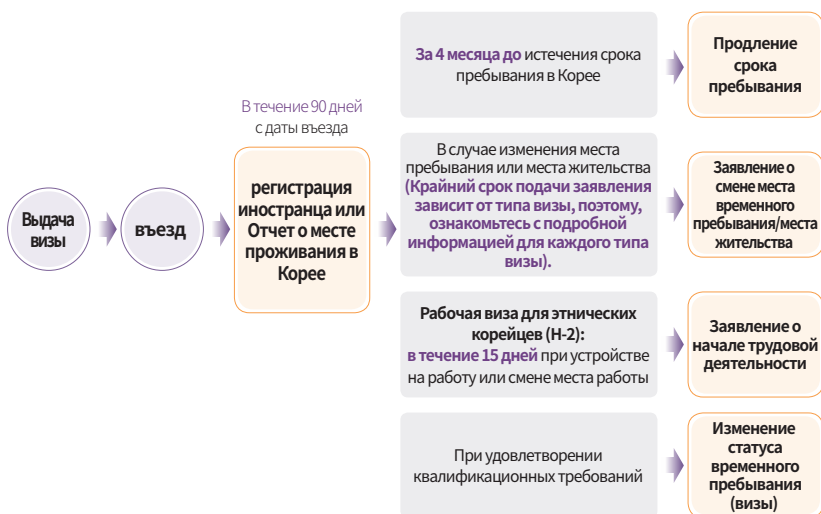 Выдача
визы
въезд
В течение 90 дней
с даты въезда
регистрация
иностранца или
Отчет о месте
проживания в
Корее
За 4 месяца до истечения срока
пребывания в Корее
Продление
срока
пребывания
В случае изменения места
пребывания или места жительства
(Крайний срок подачи заявления
зависит от типа визы, поэтому,
ознакомьтесь с подробной
информацией для каждого типа
визы).
Заявление о
смене места
временного
пребывания/места
жительства
Рабочая виза для этнических
корейцев (H-2):
в течение 15 дней при устройстве
на работу или смене места работы
Заявление о
начале трудовой
деятельности
При удовлетворении
квалификационных требований
Изменение
статуса
временного
пребывания
(визы)